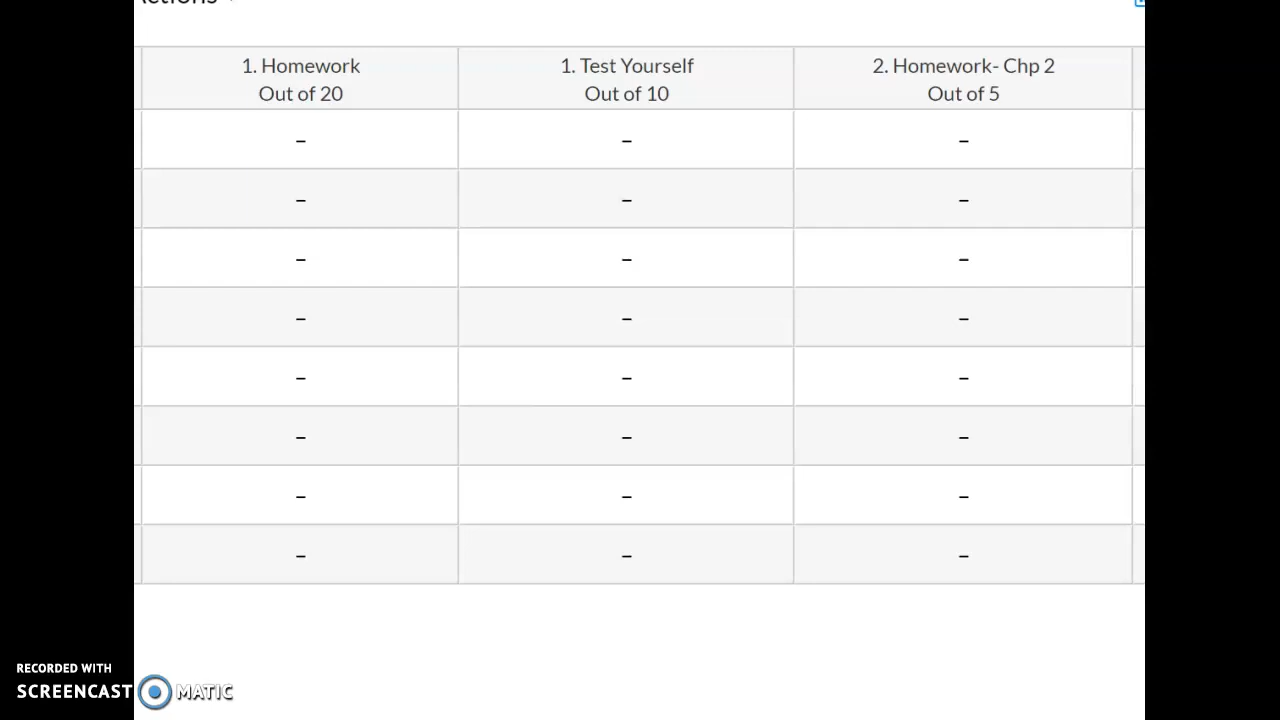 1. Homework
Out of 20
1. Test Yourself
Out of 10
2. Homework- Chp 2
Out of 5
– – –
– – –
– – –
– – –
– – –
– – –
– – –
– – –
RECORDED WITH
SCREENCAST MATIC